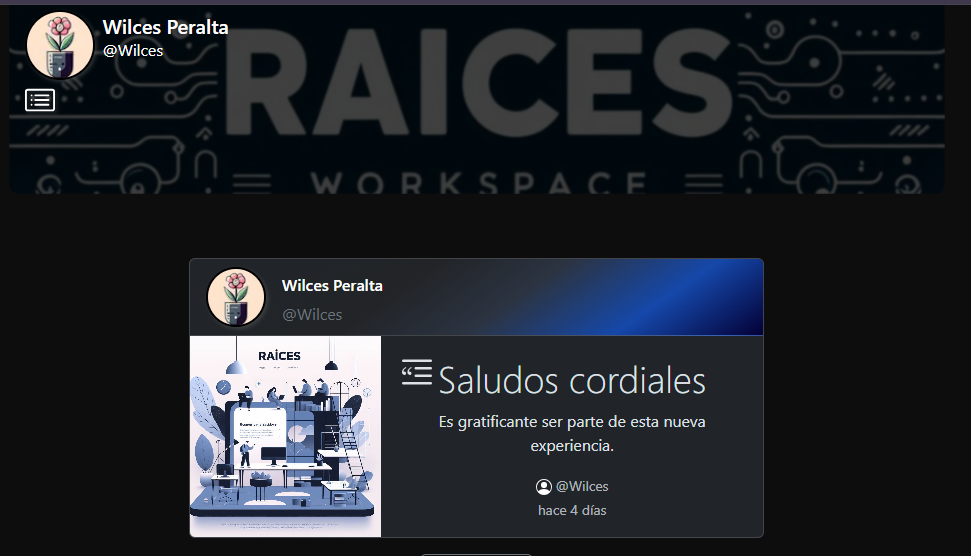 Wilces Peralta
@Wilces
RAICES
WORKSPACE
Wilces Peralta
@Wilces
RAÍCES
Saludos cordiales
Es gratificante ser parte de esta nueva
experiencia.
@Wilces
hace 4 días